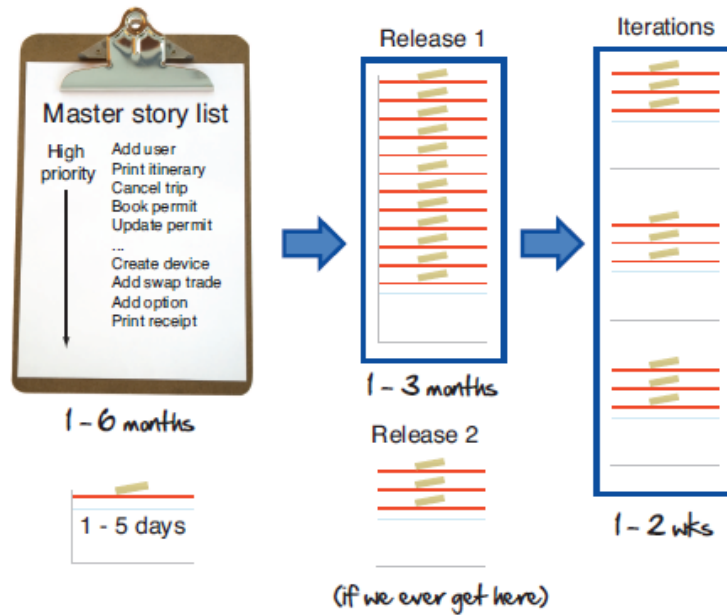 Master story list
High
priority
Add user
Print itinerary
Cancel trip
Book permit
Update permit
...
Create device
Add swap trade
Add option
Print receipt
1 - 6 months
1 - 5 days
Release 1
1 - 3 months
Release 2
(if we ever get here)
Iterations
1 - 2 wks